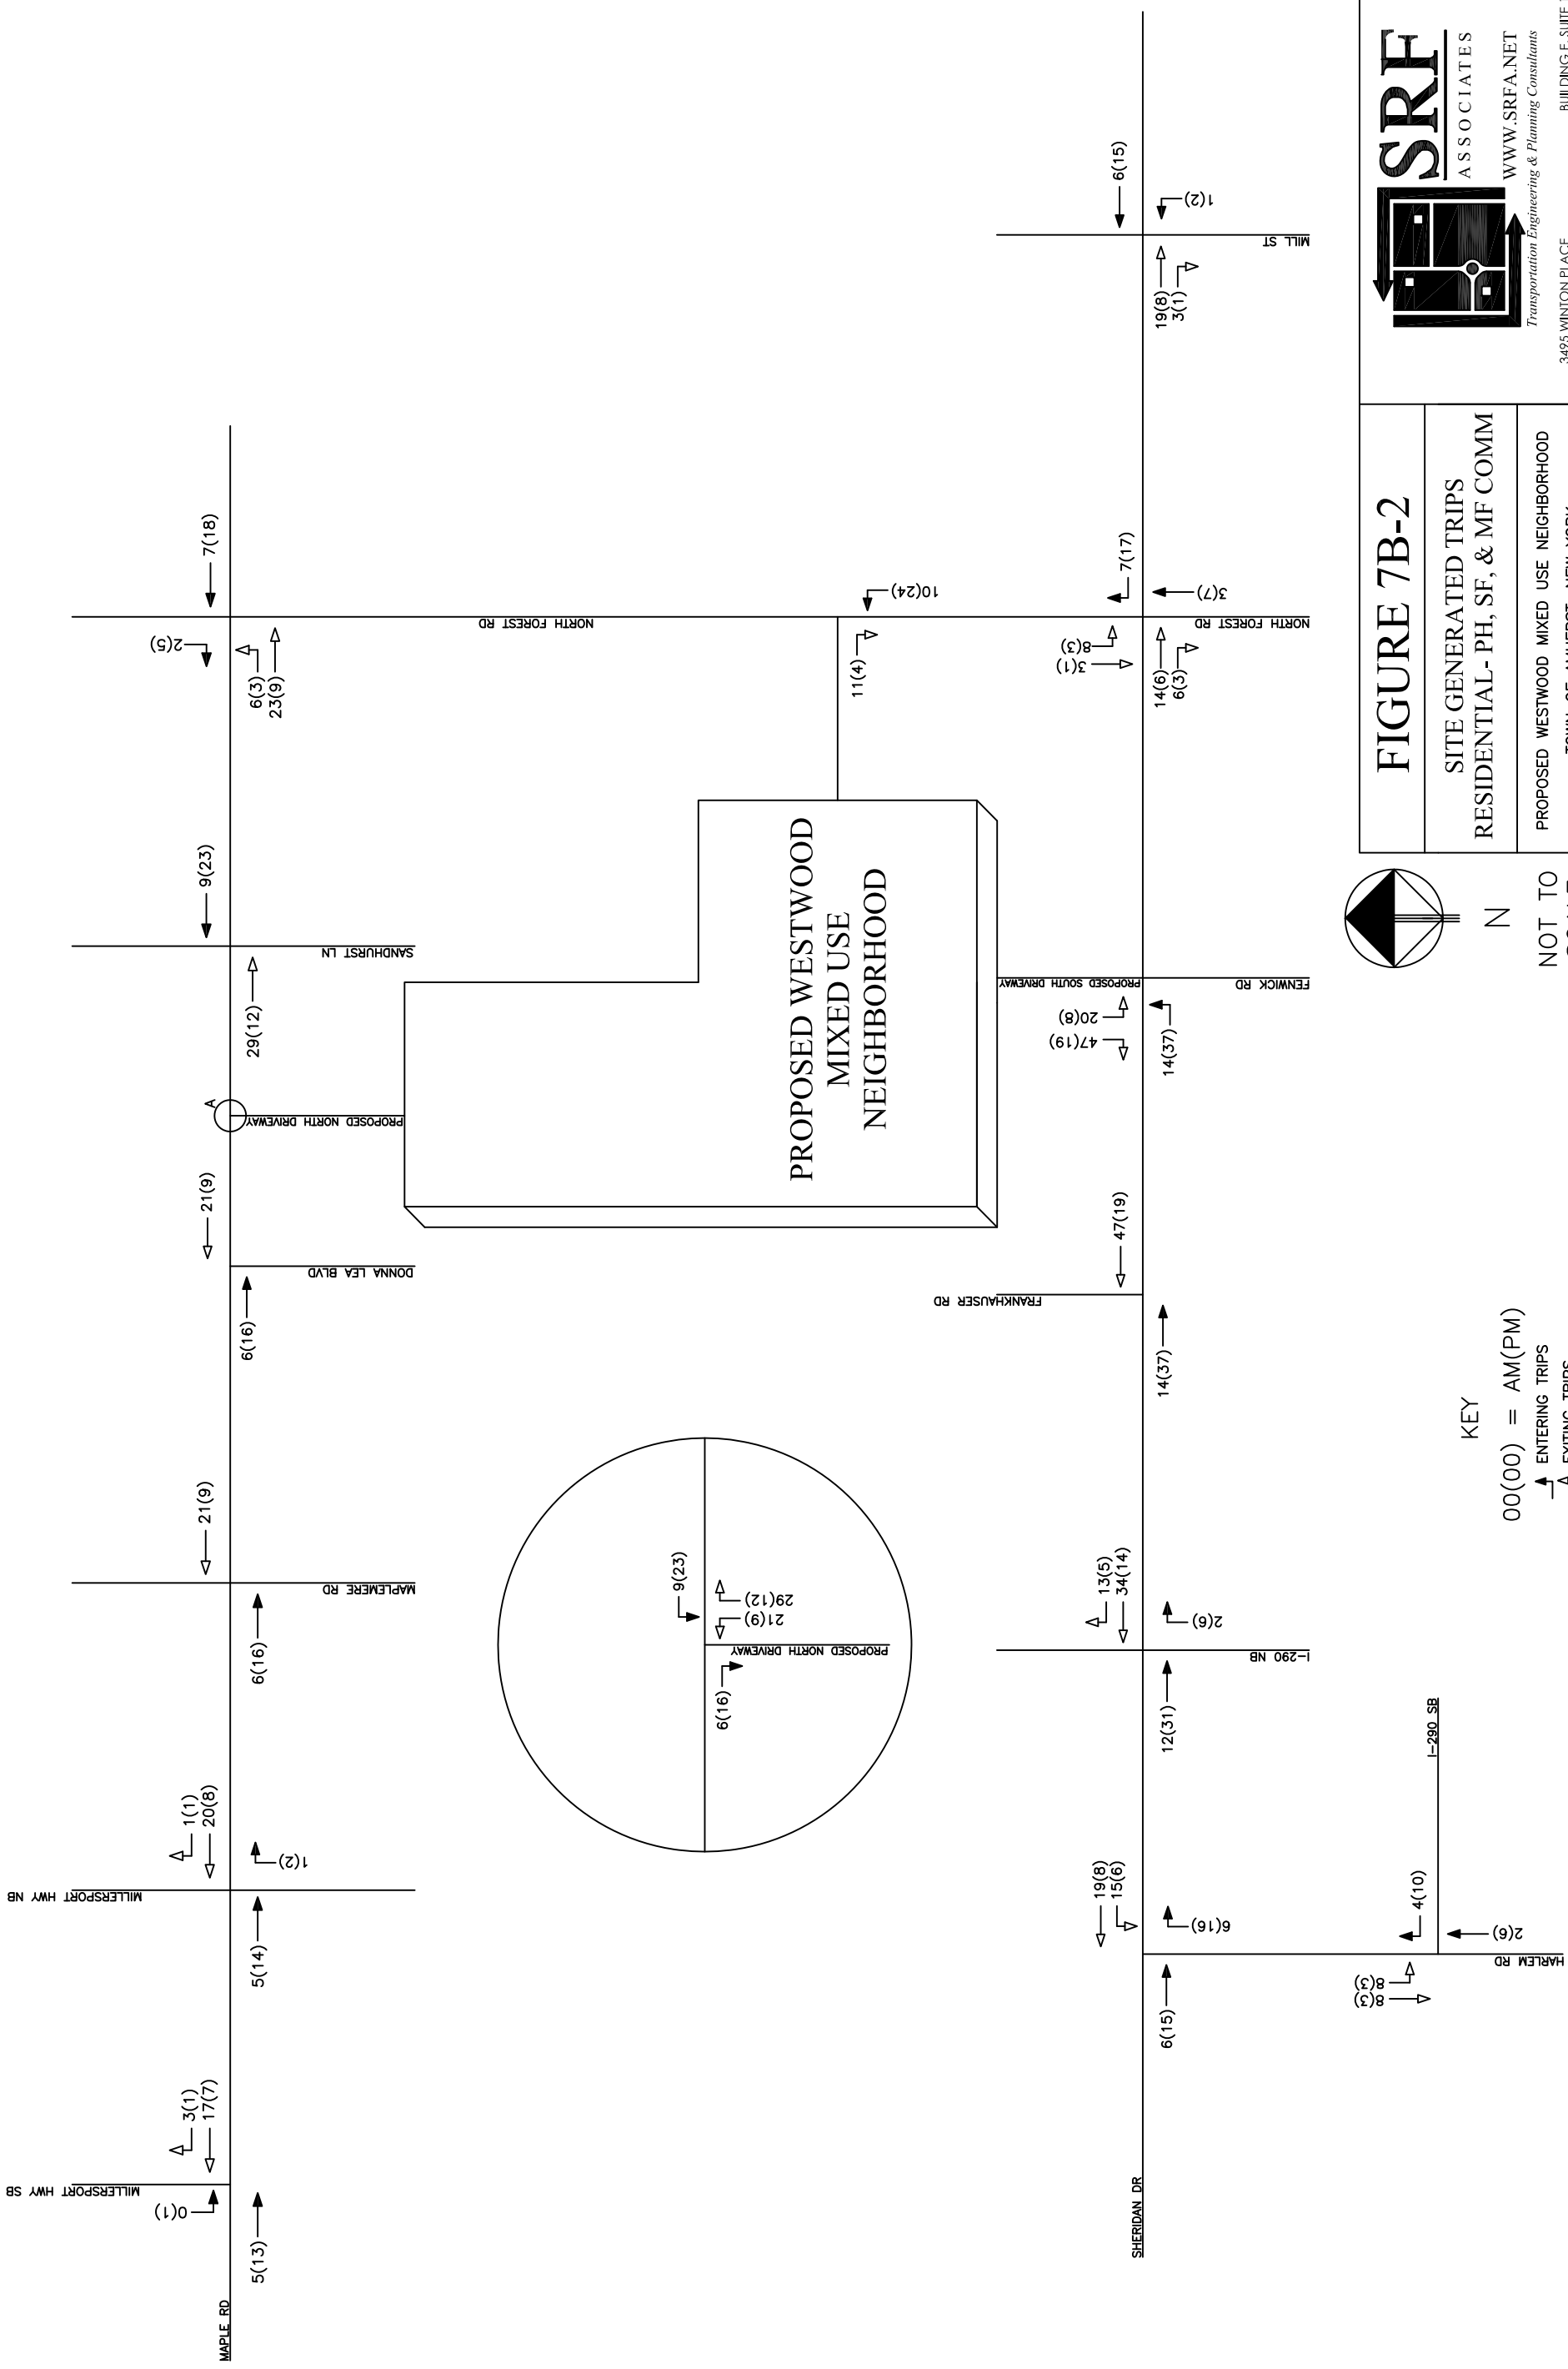 MAPLE RD
MILLERSPORT HWY SB
0(1)
3(1)
17(7)
5(13)
MILLERSPORT HWY NB
1(1)
20(8)
5(14)
1(2)
MAPLEMERE RD
21(9)
6(16)
DONNA LEA BLVD
21(9)
6(16)
A
PROPOSED NORTH DRIVEWAY
SANDHURST LN
9(23)
29(12)
NORTH FOREST RD
2(5)
7(18)
6(3)
23(9)
9(23)
6(16)
21(9)
29(12)
PROPOSED NORTH DRIVEWAY
PROPOSED WESTWOOD
MIXED USE
NEIGHBORHOOD
11(4)
10(24)
SHERIDAN DR
19(8)
15(6)
6(15)
6(16)
HARLEM RD
8(3)
8(3)
4(10)
2(6)
I-290 SB
I-290 NB
13(5)
34(14)
12(31)
2(6)
FRANKHAUSER RD
47(19)
14(37)
PROPOSED SOUTH DRIVEWAY
47(19)
20(8)
14(37)
FENWICK RD
3(1)
8(3)
7(17)
14(6)
6(3)
3(7)
NORTH FOREST RD
6(15)
19(8)
3(1)
1(2)
MILL ST
KEY
00(00) = AM(PM)
ENTERING TRIPS
N
NOT TO
FIGURE 7B-2
SITE GENERATED TRIPS
RESIDENTIAL- PH, SF, & MF COMM
PROPOSED WESTWOOD MIXED USE NEIGHBORHOOD
SRF
ASSOCIATES
WWW.SRFA.NET
Transportation Engineering & Planning Consultants
3495 WINTON PLACE